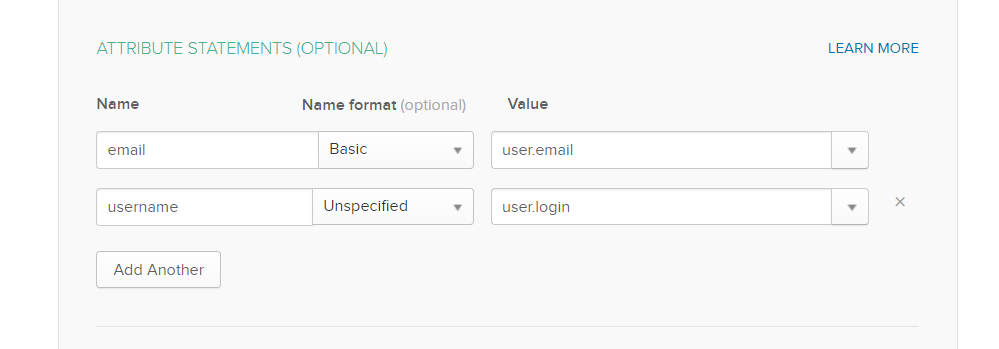 ATTRIBUTE STATEMENTS (OPTIONAL) LEARN MORE
Name Name format (optional) Value
email Basic user.email
username Unspecified user.login
Add Another